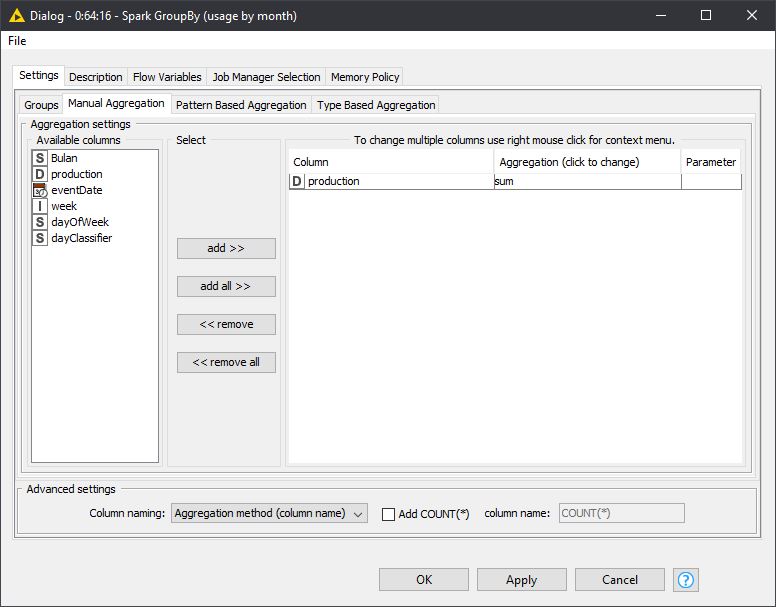 Dialog - 0:64:16 - Spark GroupBy (usage by month)
File
Settings Description Flow Variables Job Manager Selection Memory Policy
Groups Manual Aggregation Pattern Based Aggregation Type Based Aggregation
Aggregation settings
Available columns Select To change multiple columns use right mouse click for context menu.
S Bulan Column Aggregation (click to change) Parameter
D production D production sum
eventDate
I week
S dayOfWeek
S dayClassifier
add >>
add all >>
<< remove
<< remove all
Advanced settings
Column naming: Aggregation method (column name) Add COUNT(*) column name: COUNT(*)
OK Apply Cancel ?